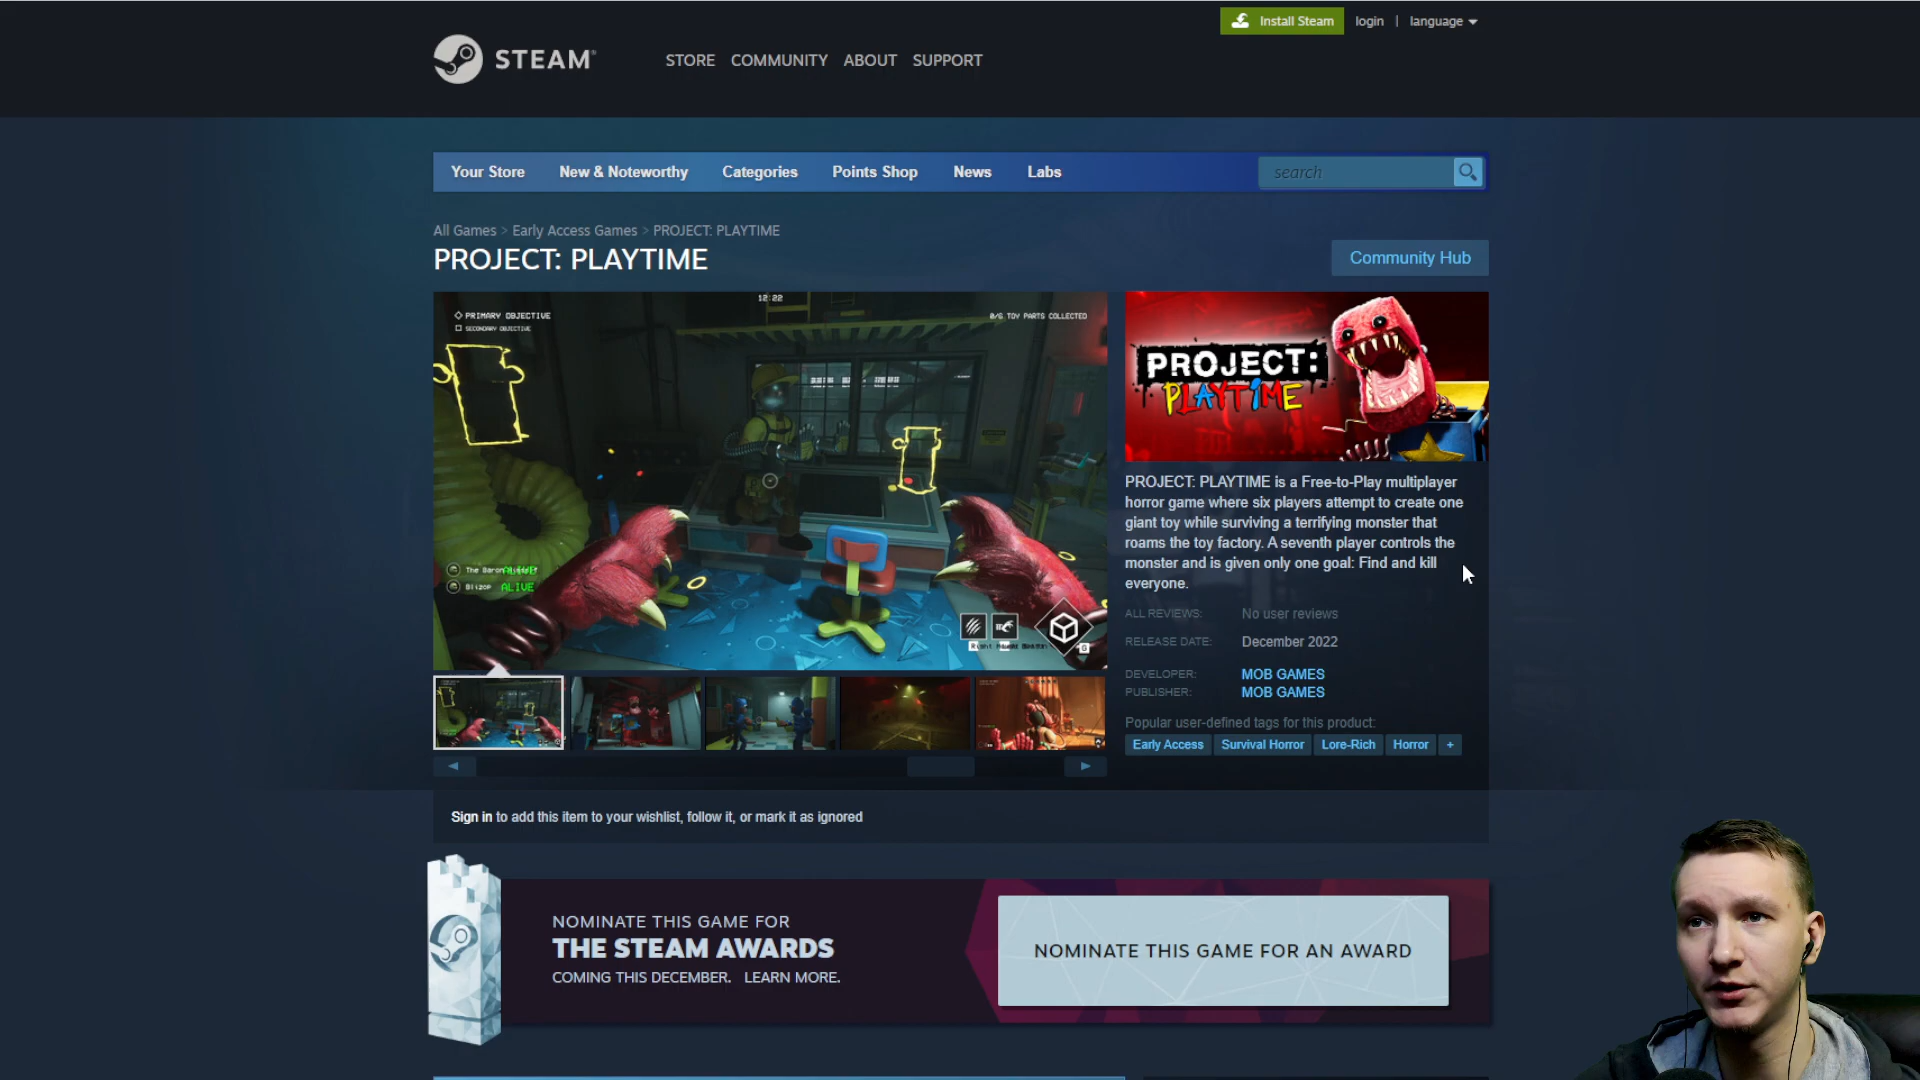 Install Steam login | language
STEAM®
STORE COMMUNITY ABOUT SUPPORT
Your Store New & Noteworthy Categories Points Shop News Labs search
All Games > Early Access Games > PROJECT: PLAYTIME
PROJECT: PLAYTIME
Community Hub
12:22
PRIMARY OBJECTIVE
SECONDARY OBJECTIVE
0/6 TOY PARTS COLLECTED
ALIVE
ALIVE
PROJECT:
PLAYTIME
PROJECT: PLAYTIME is a Free-to-Play multiplayer
horror game where six players attempt to create one
giant toy while surviving a terrifying monster that
roams the toy factory. A seventh player controls the
monster and is given only one goal: Find and kill
everyone.
ALL REVIEWS: No user reviews
RELEASE DATE: December 2022
DEVELOPER: MOB GAMES
PUBLISHER: MOB GAMES
Popular user-defined tags for this product:
Early Access Survival Horror Lore-Rich Horror +
Sign in to add this item to your wishlist, follow it, or mark it as ignored
NOMINATE THIS GAME FOR
THE STEAM AWARDS
COMING THIS DECEMBER. LEARN MORE.
NOMINATE THIS GAME FOR AN AWARD